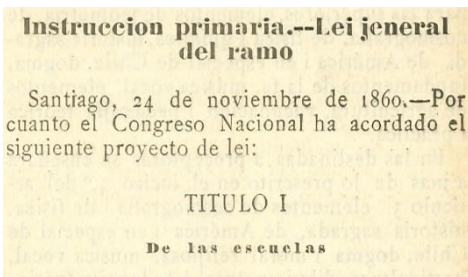 Instruccion primaria.--Lei jeneral
del ramo
Santiago, 24 de noviembre de 1860.—Por
cuanto el Congreso Nacional ha acordado el
siguiente proyecto de lei:
TITULO I
De las escuelas